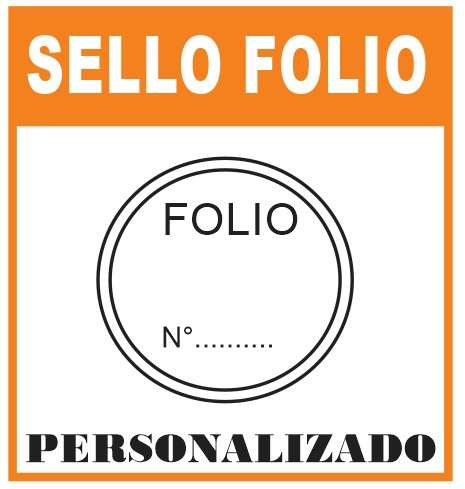 SELLO FOLIO
FOLIO
N°..........
PERSONALIZADO